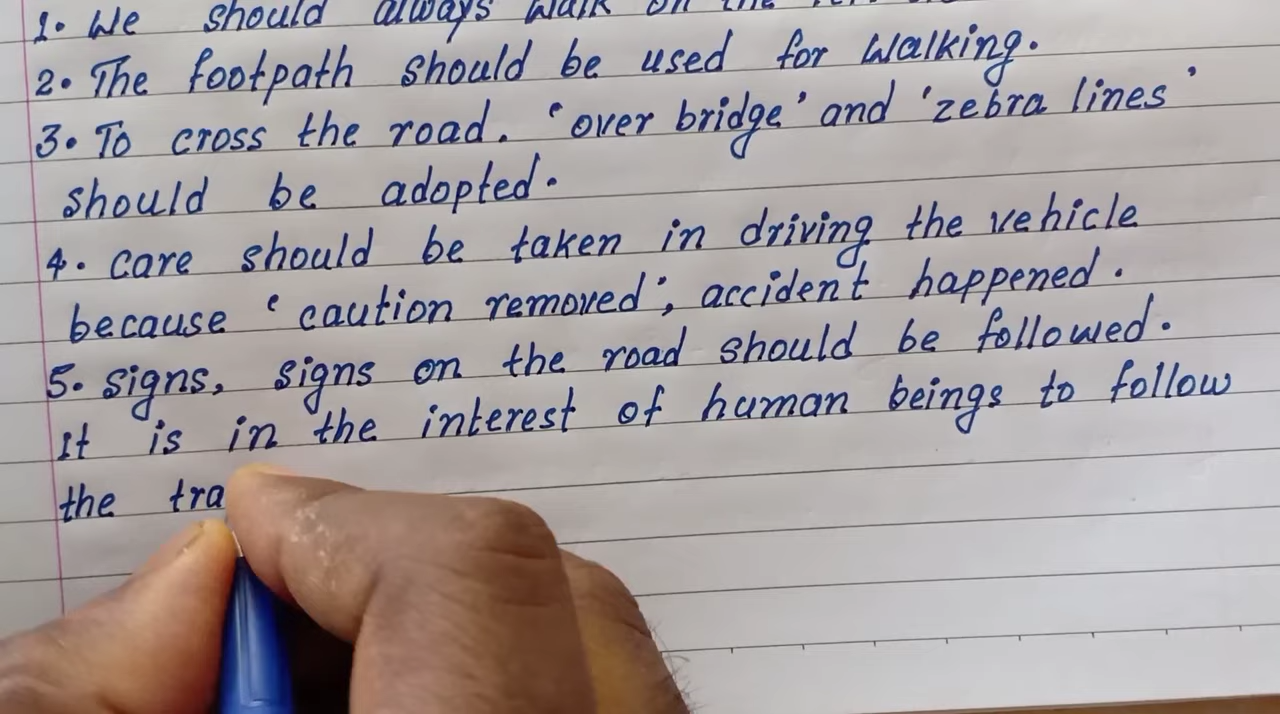 1. We should always walk on the
2. The footpath should be used for walking.
3. To cross the road. 'over bridge' and 'zebra lines'
should be adopted.
4. care should be taken in driving the vehicle
because 'caution removed', accident happened.
5. signs, signs on the road should be followed.
It is in the interest of human beings to follow
the tra